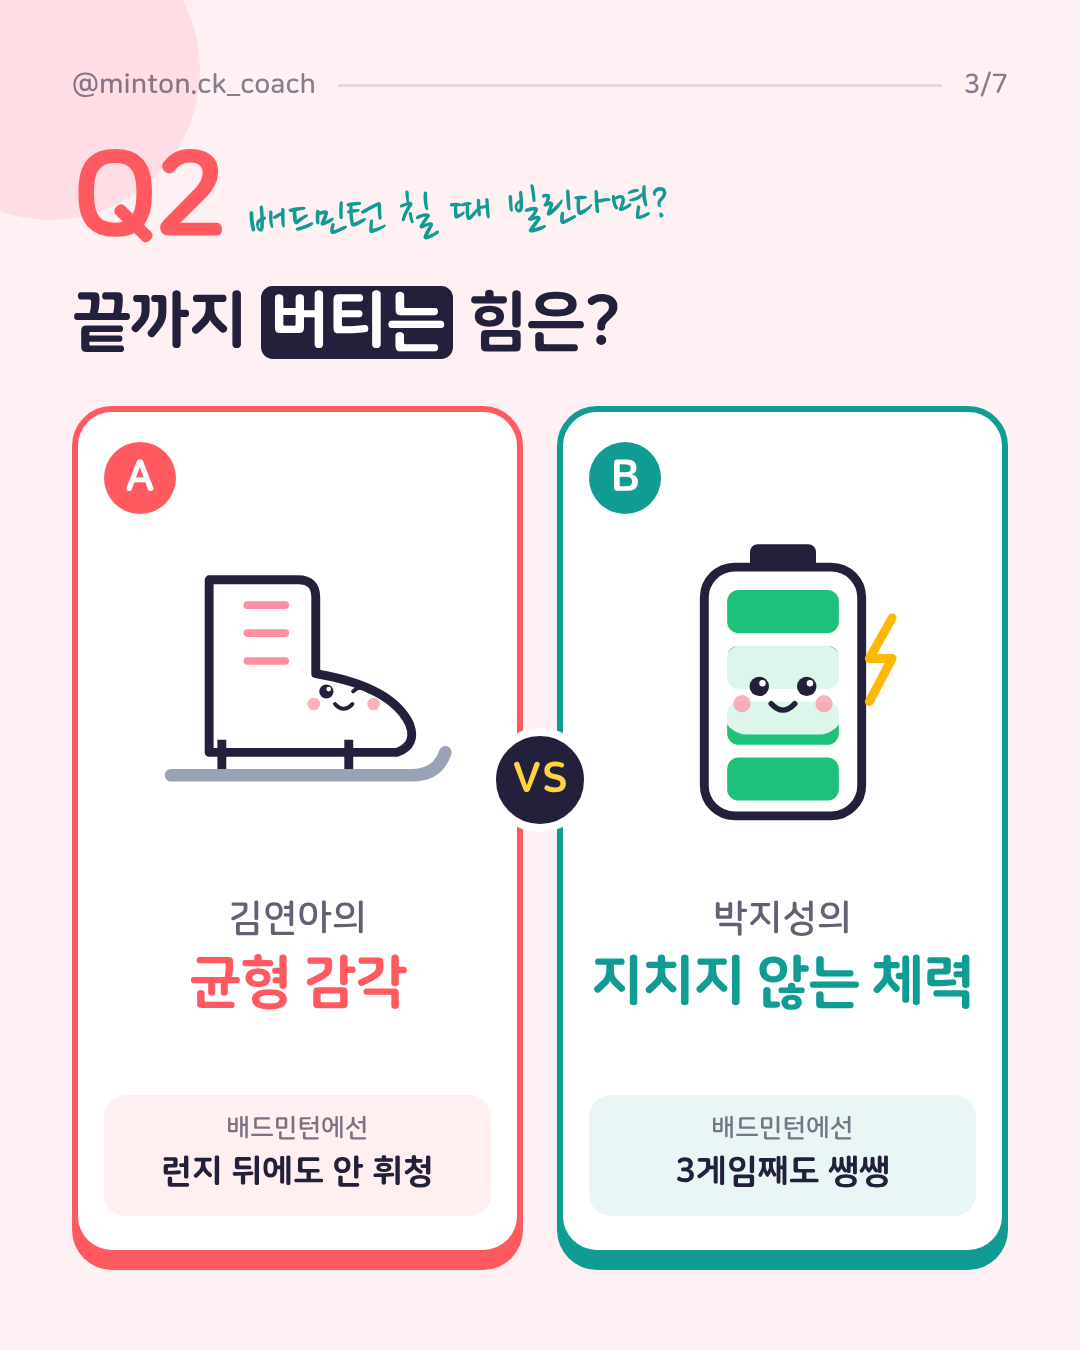 @minton.ck_coach
3/7
Q2 배드민턴 칠 때 빌린다면?
끝까지 버티는 힘은?
A
B
VS
김연아의
균형 감각
배드민턴에선
런지 뒤에도 안 휘청
박지성의
지치지 않는 체력
배드민턴에선
3게임째도 쌩쌩